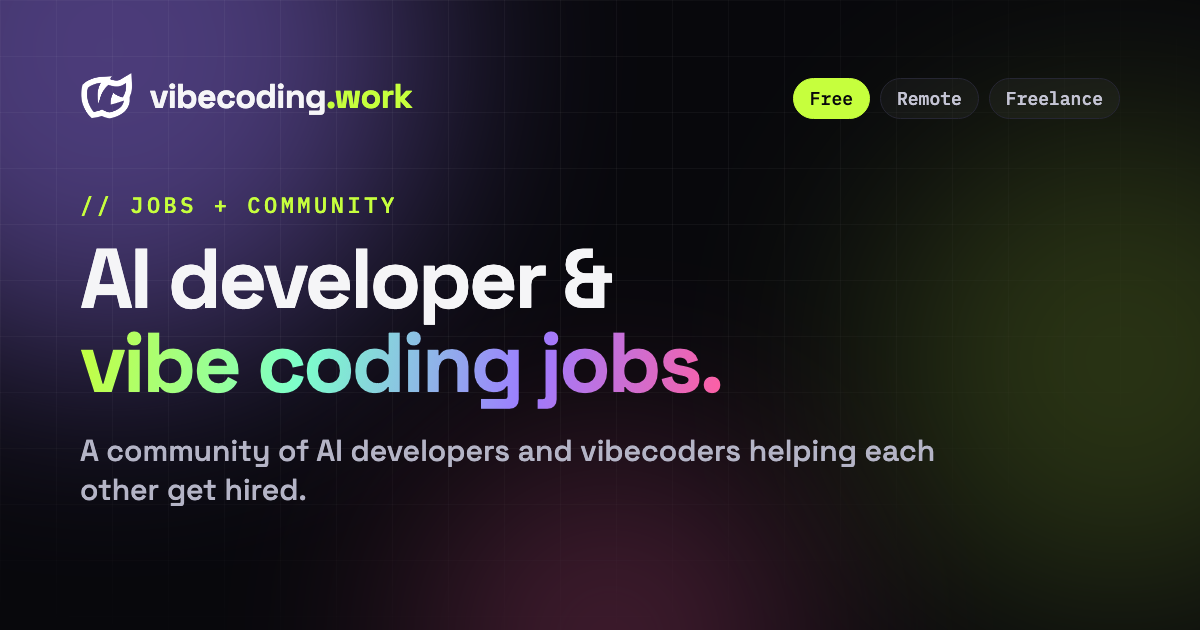 vibecoding.work
Free
Remote
Freelance
// JOBS + COMMUNITY
AI developer &
vibe coding jobs.
A community of AI developers and vibecoders helping each
other get hired.